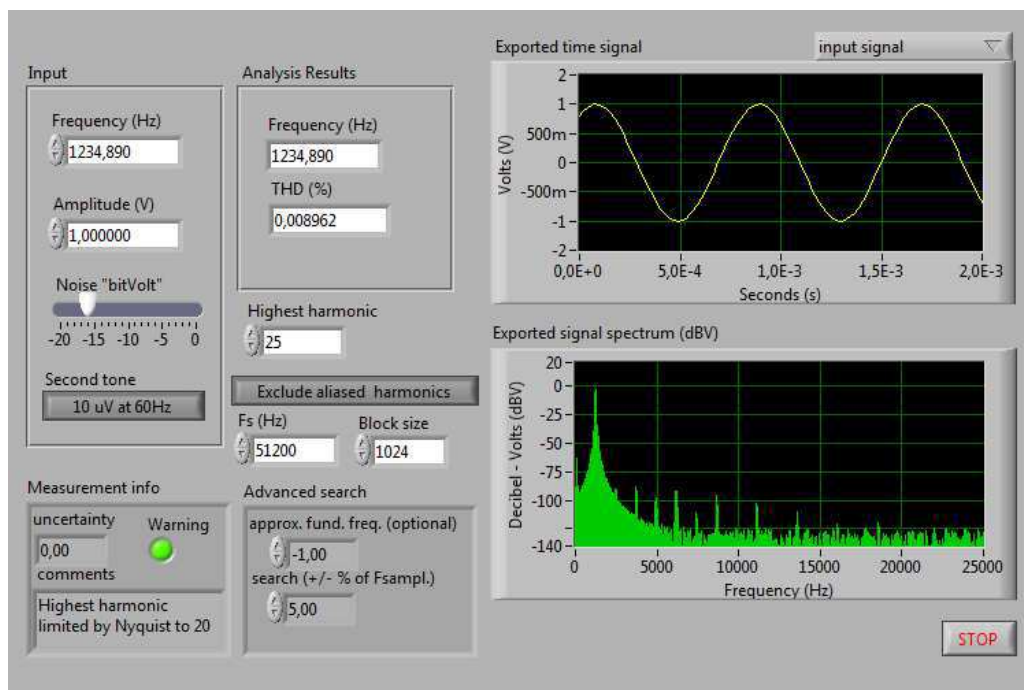 Input
Frequency (Hz)
1234,890
Amplitude (V)
1,000000
Noise "bitVolt"
-20 -15 -10 -5 0
Second tone
10 uV at 60Hz
Analysis Results
Frequency (Hz)
1234,890
THD (%)
0,008962
Highest harmonic
25
Exclude aliased harmonics
Fs (Hz)
51200
Block size
1024
Measurement info
uncertainty
0,00
Warning
comments
Highest harmonic
limited by Nyquist to 20
Advanced search
approx. fund. freq. (optional)
-1,00
search (+/- % of Fsampl.)
5,00
Exported time signal
input signal
Volts (V)
2
1
500m
0
-500m
-1
-2
0,0E+0 5,0E-4 1,0E-3 1,5E-3 2,0E-3
Seconds (s)
Exported signal spectrum (dBV)
Decibel - Volts (dBV)
20
0
-25
-50
-75
-100
-140
0 5000 10000 15000 20000 25000
Frequency (Hz)
STOP